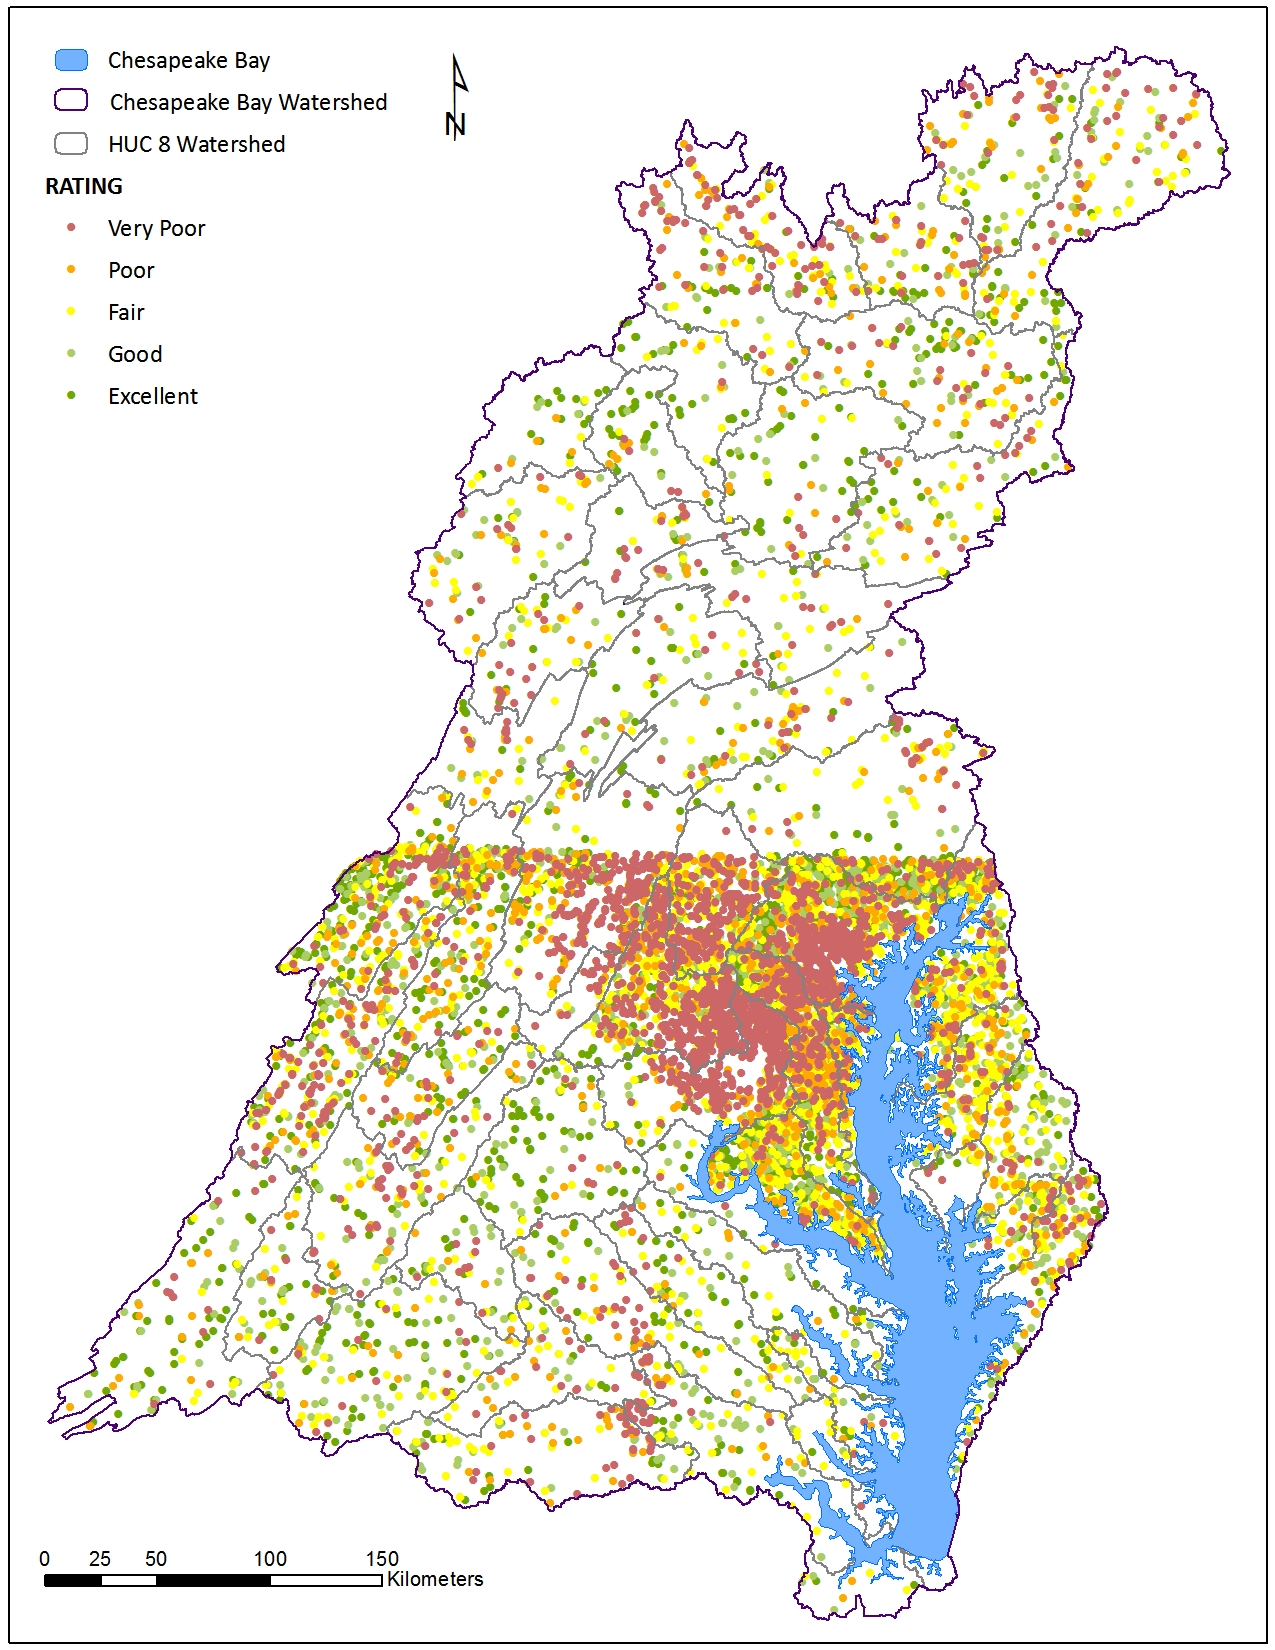 Chesapeake Bay
Chesapeake Bay Watershed
HUC 8 Watershed
N
RATING
Very Poor
Poor
Fair
Good
Excellent
0 25 50 100 150
Kilometers